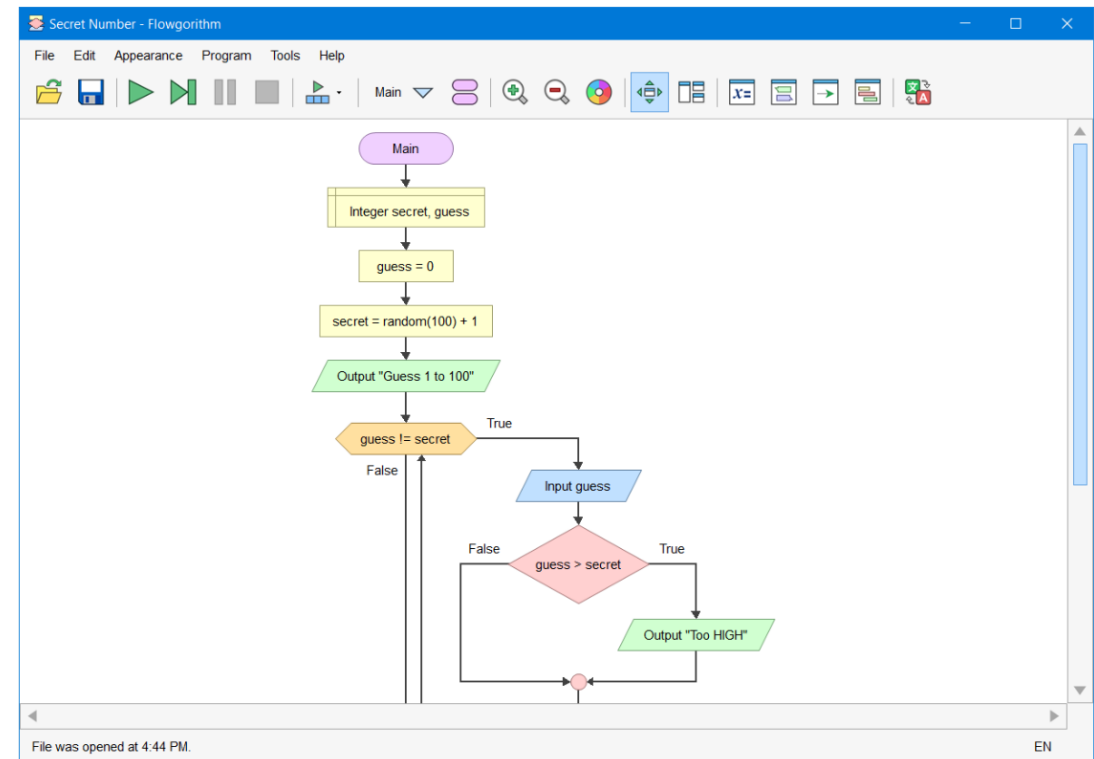 Secret Number - Flowgorithm
File Edit Appearance Program Tools Help
Main
x=
Main
Integer secret, guess
guess = 0
secret = random(100) + 1
Output "Guess 1 to 100"
guess != secret
True
False
Input guess
False
True
guess > secret
Output "Too HIGH"
File was opened at 4:44 PM.
EN